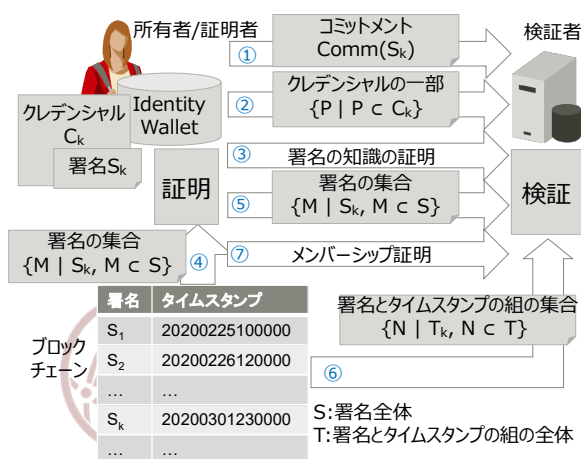 所有者/証明者
検証者
① コミットメント
Comm(Sk)
クレデンシャル
Ck
署名Sk
Identity
Wallet
② クレデンシャルの一部
{P | P ⊂ Ck}
③ 署名の知識の証明
証明
検証
⑤ 署名の集合
{M | Sk, M ⊂ S}
署名の集合
{M | Sk, M ⊂ S}
④
⑦ メンバーシップ証明
ブロック
チェーン
署名 タイムスタンプ
S1 20200225100000
S2 20200226120000
… …
Sk 20200301230000
… …
署名とタイムスタンプの組の集合
{N | Tk, N ⊂ T}
⑥
S:署名全体
T:署名とタイムスタンプの組の全体